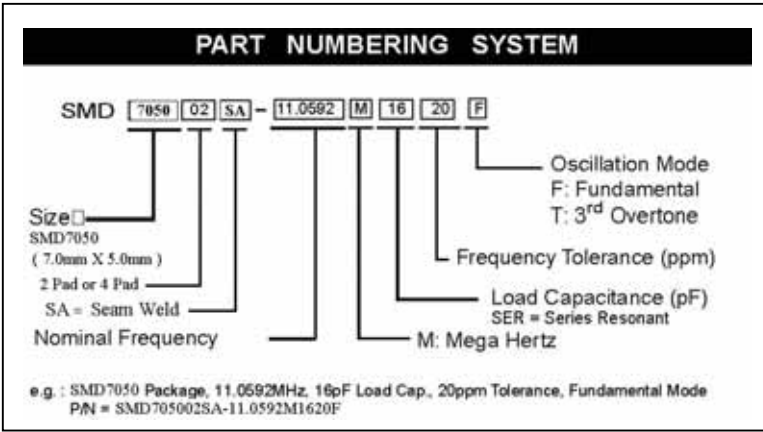 PART NUMBERING SYSTEM
SMD 7050 02 SA - 11.0592 M 16 20 F
Oscillation Mode
F: Fundamental
T: 3rd Overtone
Size□
SMD7050
( 7.0mm X 5.0mm )
Frequency Tolerance (ppm)
2 Pad or 4 Pad
Load Capacitance (pF)
SER = Series Resonant
SA = Seam Weld
Nominal Frequency
M: Mega Hertz
e.g. : SMD7050 Package, 11.0592MHz, 16pF Load Cap., 20ppm Tolerance, Fundamental Mode
P/N = SMD705002SA-11.0592M1620F